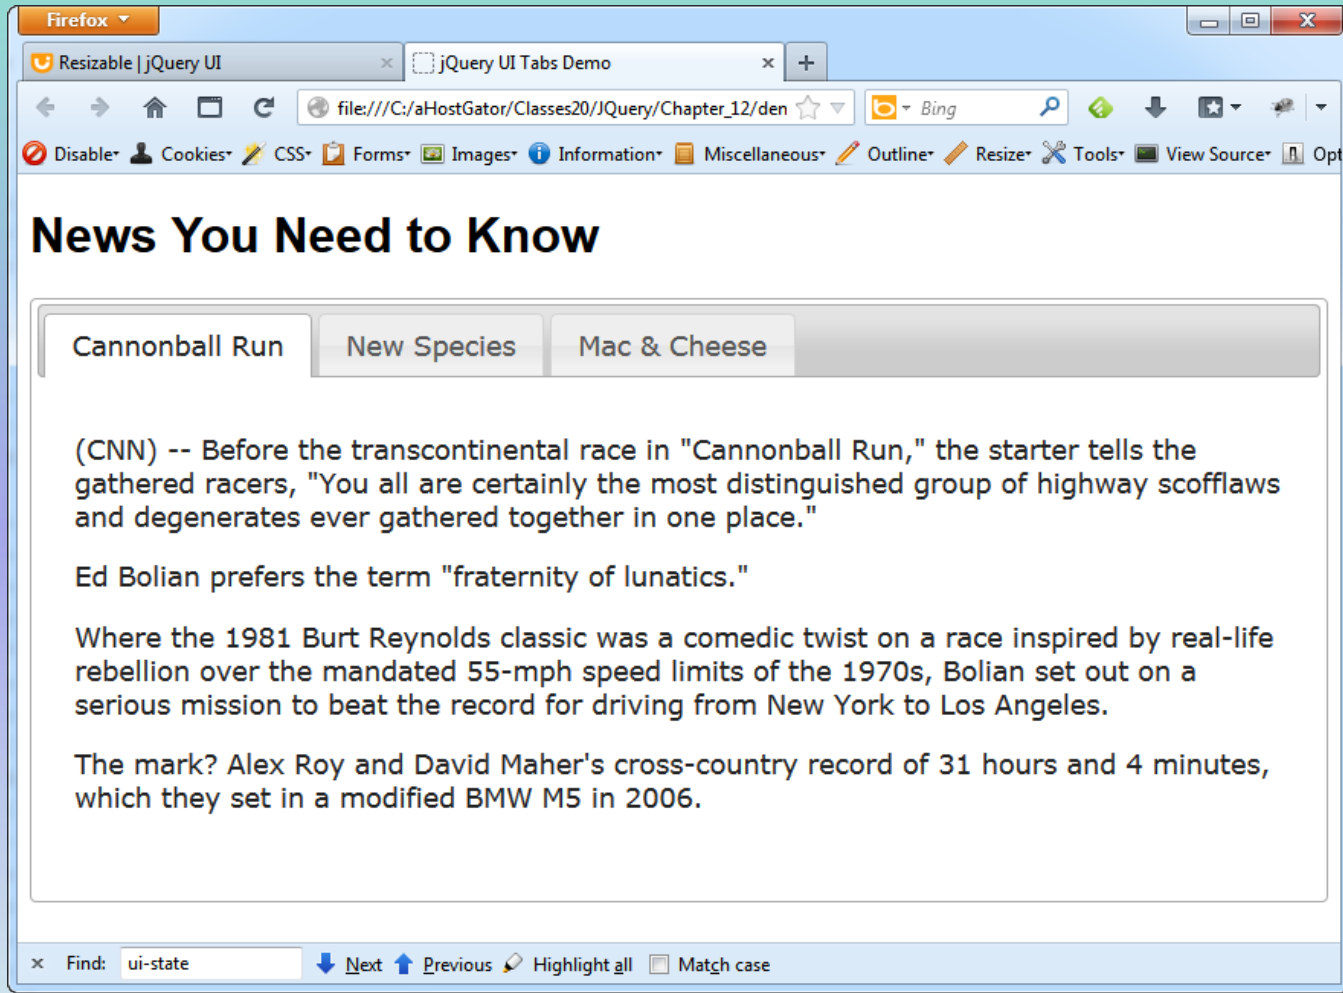 Firefox
Resizable | jQuery UI
jQuery UI Tabs Demo
file:///C:/aHostGator/Classes20/JQuery/Chapter_12/den
Bing
Disable Cookies CSS Forms Images Information Miscellaneous Outline Resize Tools View Source Opt
News You Need to Know
Cannonball Run New Species Mac & Cheese
(CNN) -- Before the transcontinental race in "Cannonball Run," the starter tells the
gathered racers, "You all are certainly the most distinguished group of highway scofflaws
and degenerates ever gathered together in one place."
Ed Bolian prefers the term "fraternity of lunatics."
Where the 1981 Burt Reynolds classic was a comedic twist on a race inspired by real-life
rebellion over the mandated 55-mph speed limits of the 1970s, Bolian set out on a
serious mission to beat the record for driving from New York to Los Angeles.
The mark? Alex Roy and David Maher's cross-country record of 31 hours and 4 minutes,
which they set in a modified BMW M5 in 2006.
Find: ui-state Next Previous Highlight all Match case